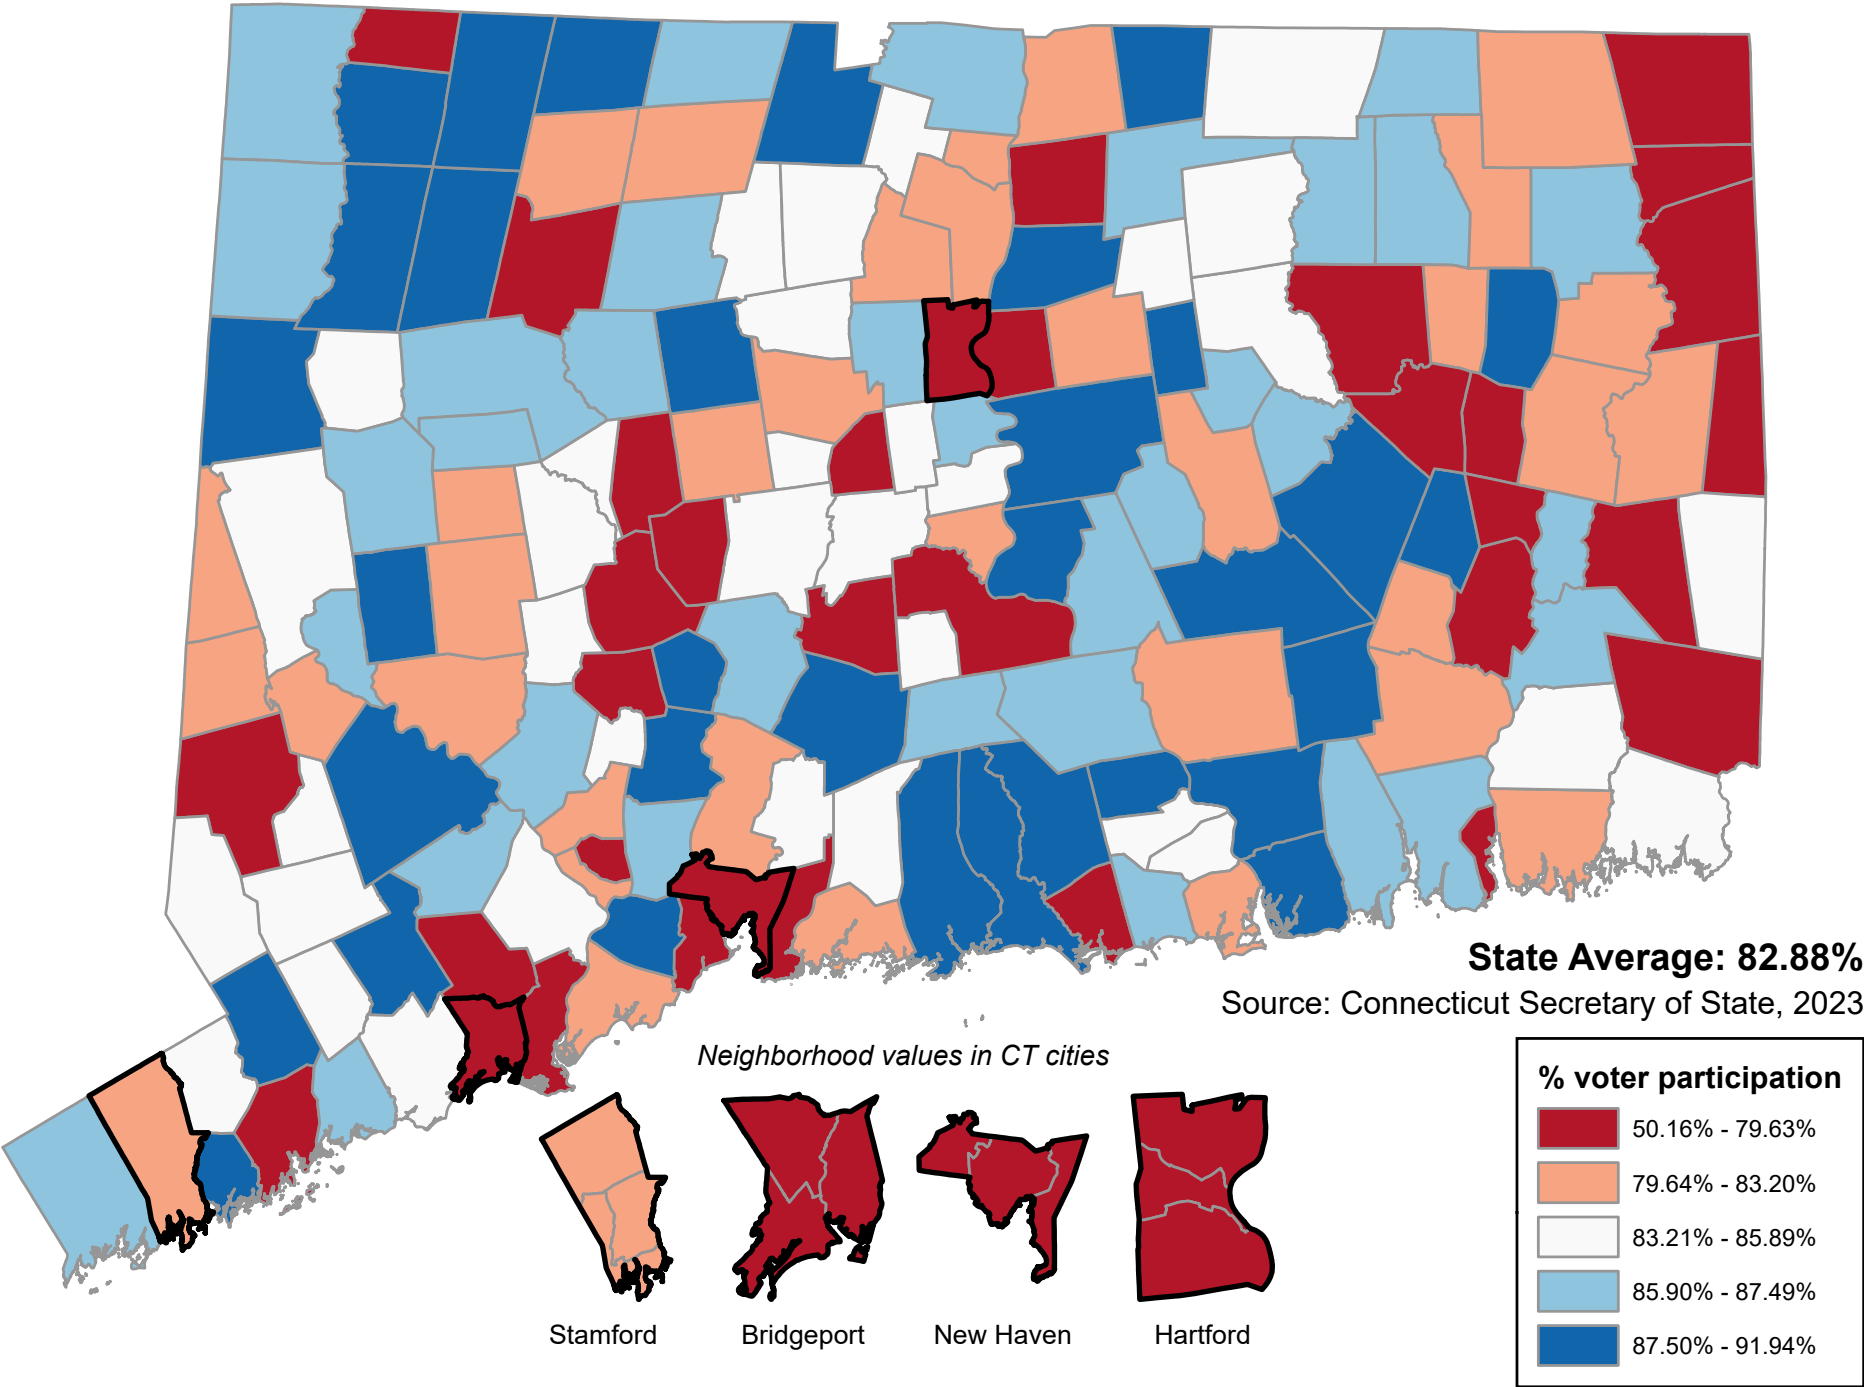 State Average: 82.88%
Source: Connecticut Secretary of State, 2023
Neighborhood values in CT cities
% voter participation
50.16% - 79.63%
79.64% - 83.20%
83.21% - 85.89%
85.90% - 87.49%
87.50% - 91.94%
Stamford
Bridgeport
New Haven
Hartford